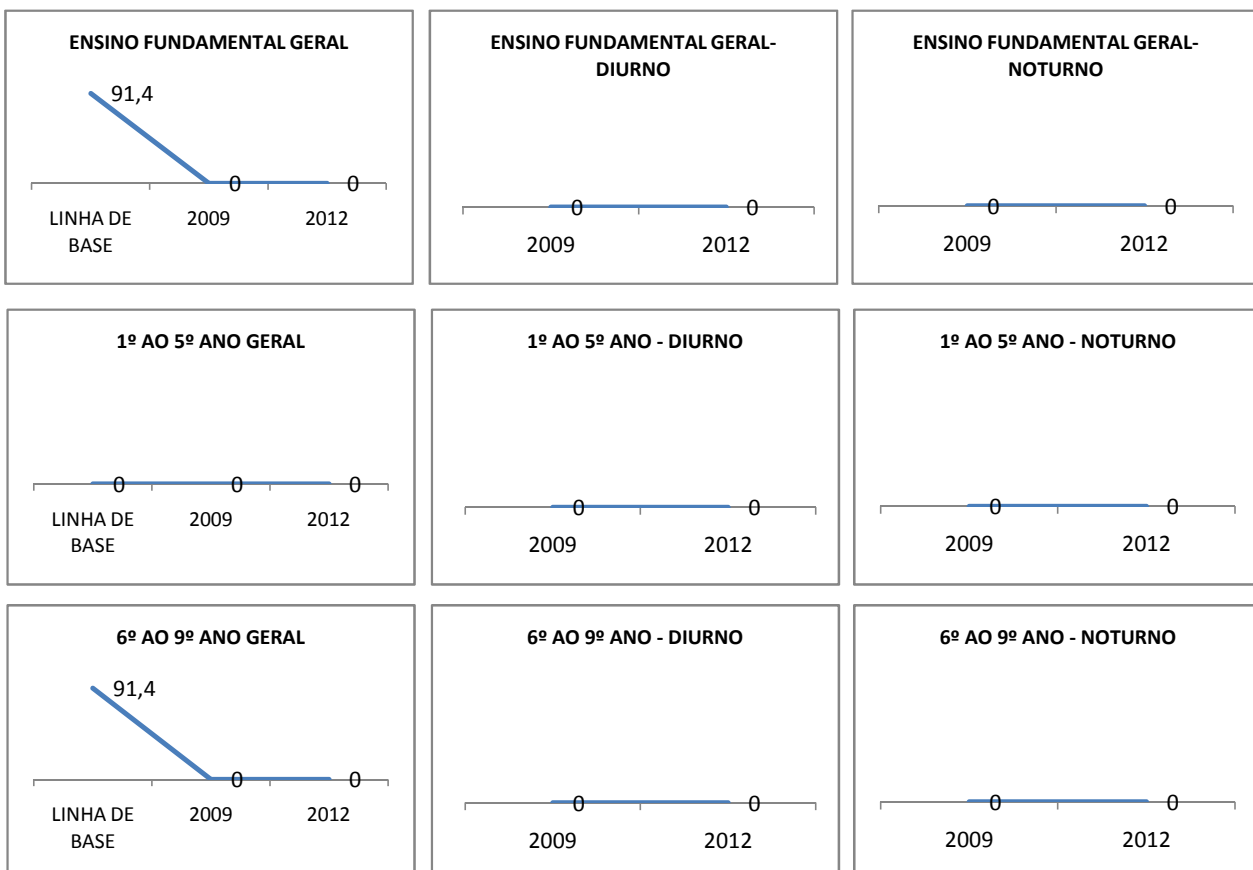 ENSINO FUNDAMENTAL GERAL
91,4
0
0
LINHA DE
BASE
2009
2012
ENSINO FUNDAMENTAL GERAL-
DIURNO
0
0
2009
2012
ENSINO FUNDAMENTAL GERAL-
NOTURNO
0
0
2009
2012
1º AO 5º ANO GERAL
0
0
0
LINHA DE
BASE
2009
2012
1º AO 5º ANO - DIURNO
0
0
2009
2012
1º AO 5º ANO - NOTURNO
0
0
2009
2012
6º AO 9º ANO GERAL
91,4
0
0
LINHA DE
BASE
2009
2012
6º AO 9º ANO - DIURNO
0
0
2009
2012
6º AO 9º ANO - NOTURNO
0
0
2009
2012